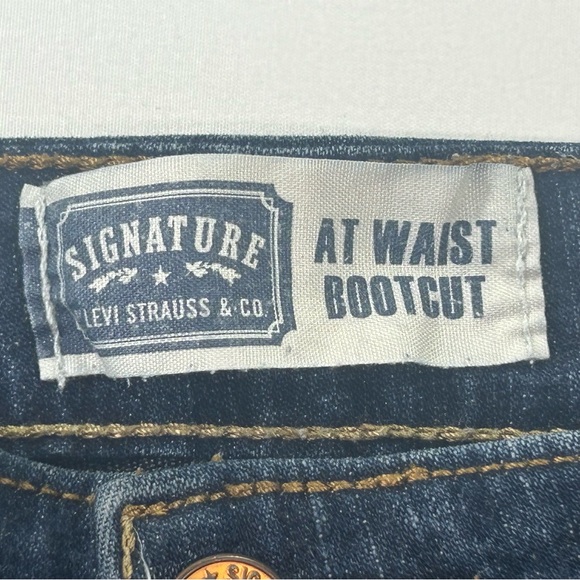 SIGNATURE
LEVI STRAUSS & CO.
AT WAIST
BOOTCUT